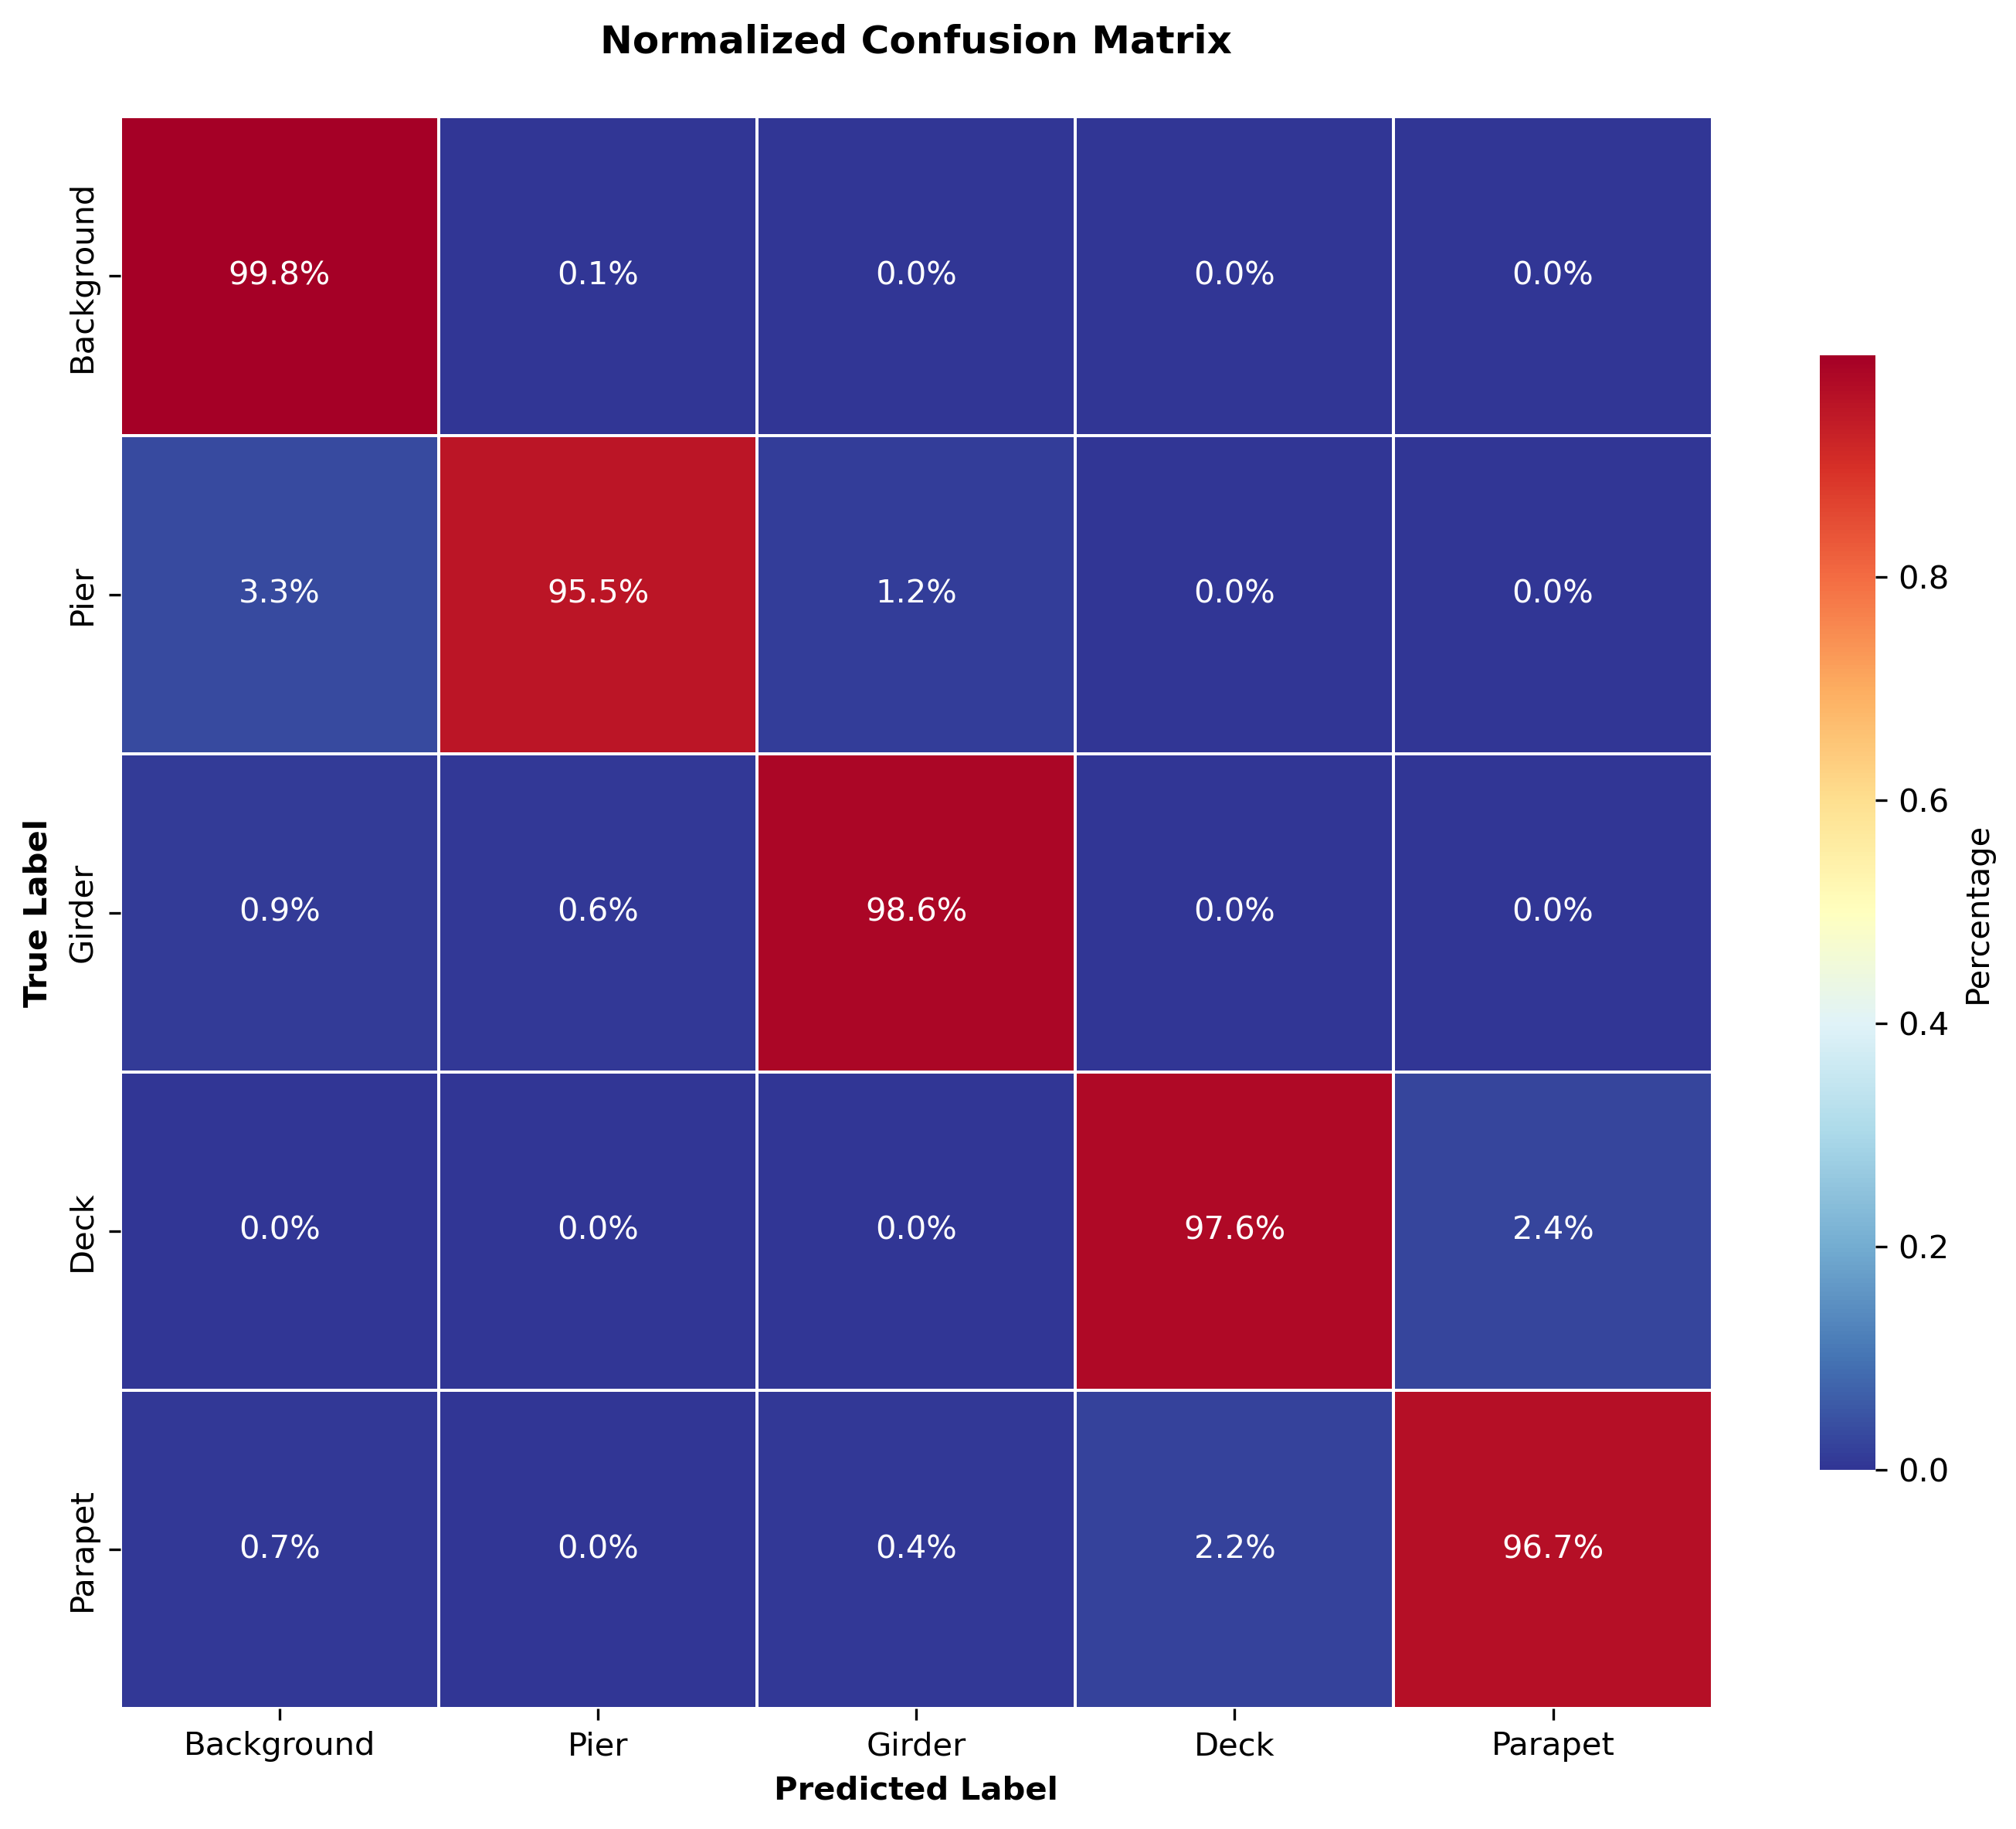 Normalized Confusion Matrix
True Label
Background
99.8% 0.1% 0.0% 0.0% 0.0%
Pier
3.3% 95.5% 1.2% 0.0% 0.0%
Girder
0.9% 0.6% 98.6% 0.0% 0.0%
Deck
0.0% 0.0% 0.0% 97.6% 2.4%
Parapet
0.7% 0.0% 0.4% 2.2% 96.7%
Background Pier Girder Deck Parapet
Predicted Label
0.8
0.6
0.4
0.2
0.0
Percentage